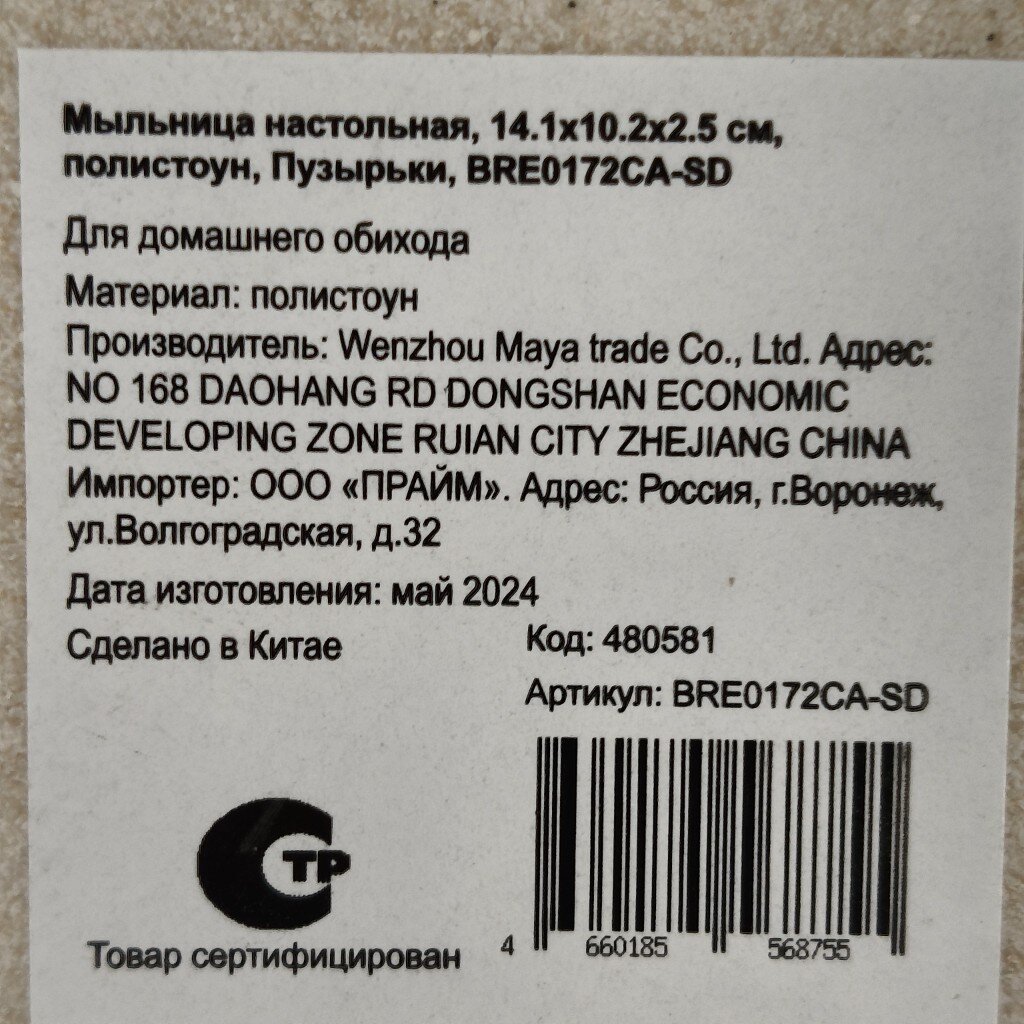 Мыльница настольная, 14.1x10.2x2.5 см,
полистоун, Пузырьки, BRE0172CA-SD
Для домашнего обихода
Материал: полистоун
Производитель: Wenzhou Maya trade Co., Ltd. Адрес:
NO 168 DAOHANG RD DONGSHAN ECONOMIC
DEVELOPING ZONE RUIAN CITY ZHEJIANG CHINA
Импортер: ООО «ПРАЙМ». Адрес: Россия, г.Воронеж,
ул.Волгоградская, д.32
Дата изготовления: май 2024
Сделано в Китае
Код: 480581
Артикул: BRE0172CA-SD
ТР
Товар сертифицирован
4 660185 568755